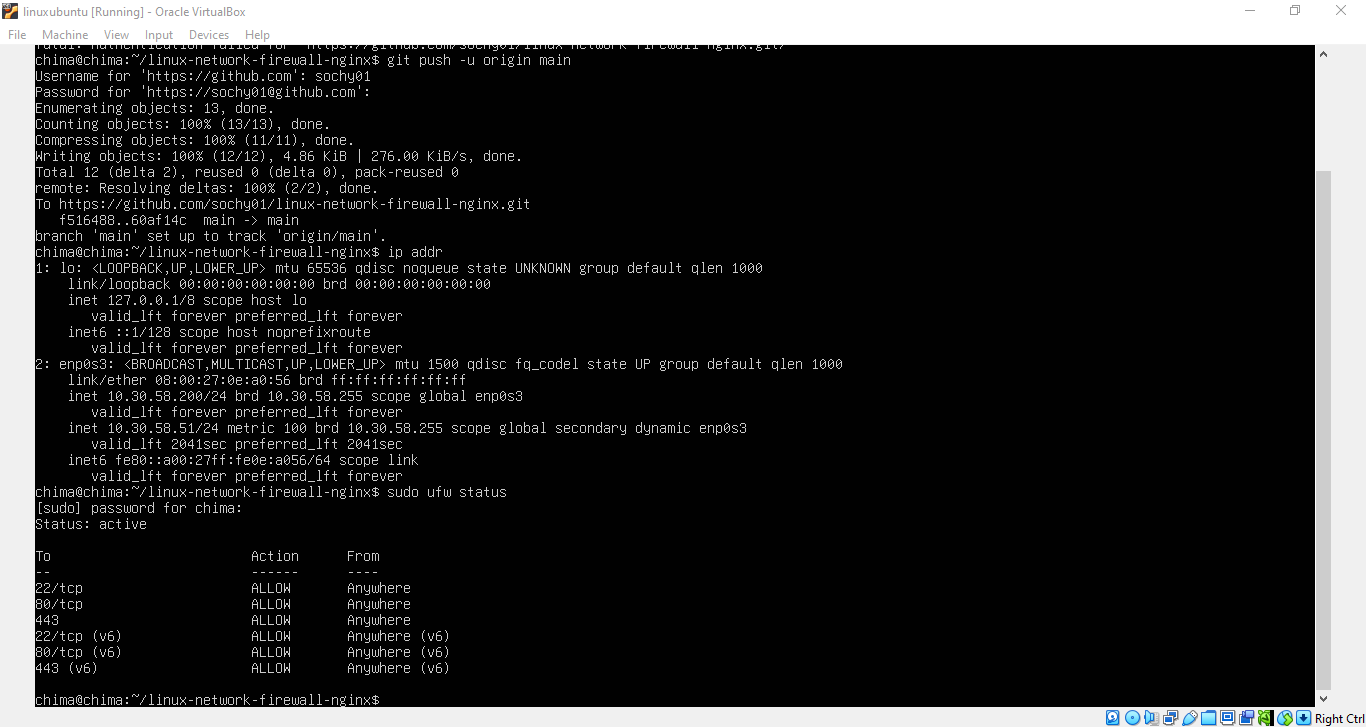 linuxubuntu [Running] - Oracle VirtualBox
File Machine View Input Devices Help
fatal: Authentication failed for 'https://github.com/sochy01/linux-network-firewall-nginx.git/'
chima@chima:~/linux-network-firewall-nginx$ git push -u origin main
Username for 'https://github.com': sochy01
Password for 'https://sochy01@github.com':
Enumerating objects: 13, done.
Counting objects: 100% (13/13), done.
Compressing objects: 100% (11/11), done.
Writing objects: 100% (12/12), 4.86 KiB | 276.00 KiB/s, done.
Total 12 (delta 2), reused 0 (delta 0), pack-reused 0
remote: Resolving deltas: 100% (2/2), done.
To https://github.com/sochy01/linux-network-firewall-nginx.git
   f516488..60af14c  main -> main
branch 'main' set up to track 'origin/main'.
chima@chima:~/linux-network-firewall-nginx$ ip addr
1: lo: <LOOPBACK,UP,LOWER_UP> mtu 65536 qdisc noqueue state UNKNOWN group default qlen 1000
    link/loopback 00:00:00:00:00:00 brd 00:00:00:00:00:00
    inet 127.0.0.1/8 scope host lo
       valid_lft forever preferred_lft forever
    inet6 ::1/128 scope host noprefixroute
       valid_lft forever preferred_lft forever
2: enp0s3: <BROADCAST,MULTICAST,UP,LOWER_UP> mtu 1500 qdisc fq_codel state UP group default qlen 1000
    link/ether 08:00:27:0e:a0:56 brd ff:ff:ff:ff:ff:ff
    inet 10.30.58.200/24 brd 10.30.58.255 scope global enp0s3
       valid_lft forever preferred_lft forever
    inet 10.30.58.51/24 metric 100 brd 10.30.58.255 scope global secondary dynamic enp0s3
       valid_lft 2041sec preferred_lft 2041sec
    inet6 fe80::a00:27ff:fe0e:a056/64 scope link
       valid_lft forever preferred_lft forever
chima@chima:~/linux-network-firewall-nginx$ sudo ufw status
[sudo] password for chima:
Status: active
To                         Action      From
--                         ------      ----
22/tcp                     ALLOW       Anywhere
80/tcp                     ALLOW       Anywhere
443                        ALLOW       Anywhere
22/tcp (v6)                ALLOW       Anywhere (v6)
80/tcp (v6)                ALLOW       Anywhere (v6)
443 (v6)                   ALLOW       Anywhere (v6)
chima@chima:~/linux-network-firewall-nginx$
Right Ctrl